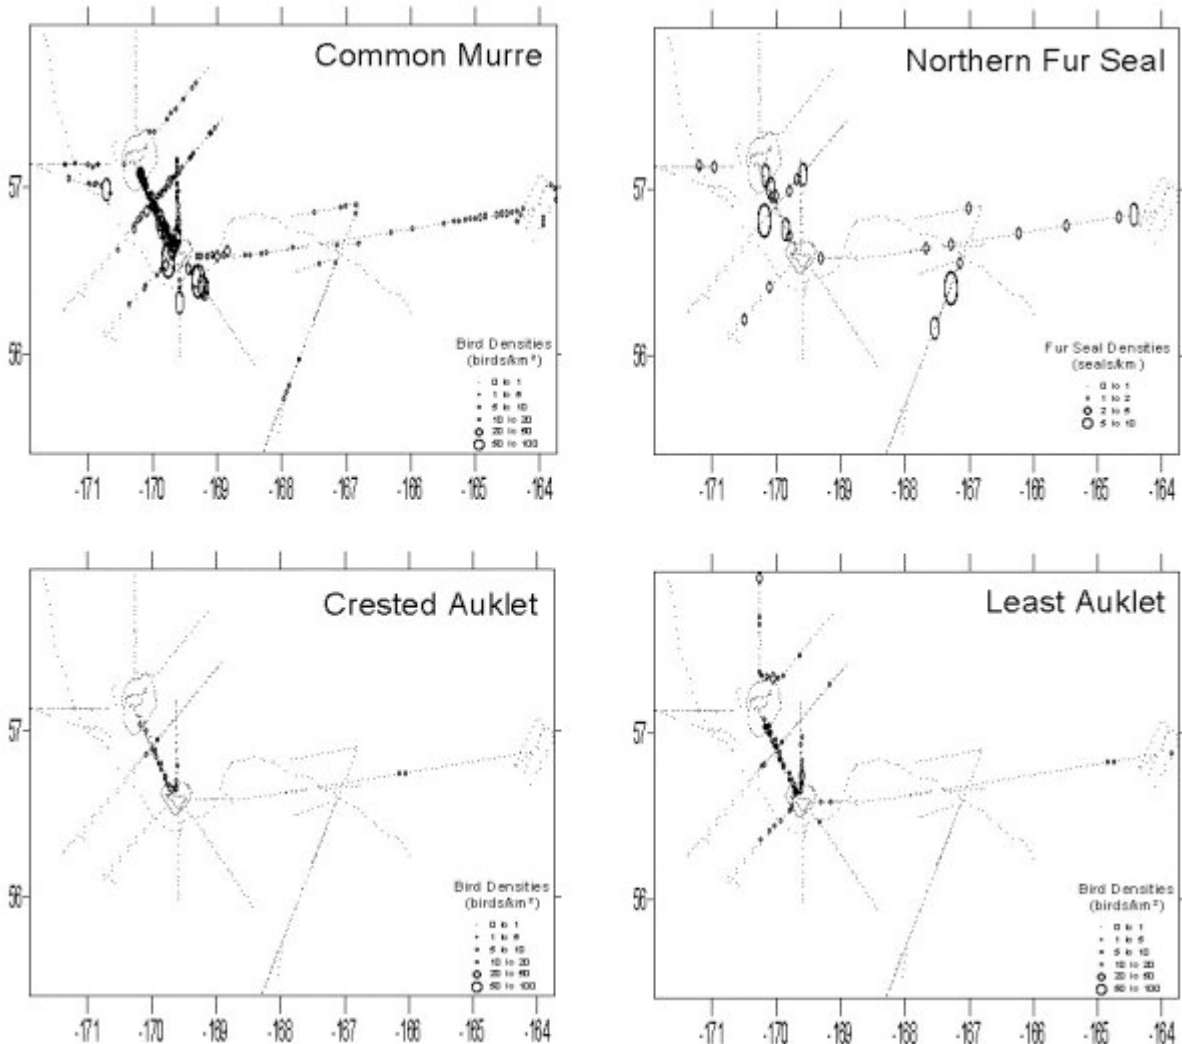 Common Murre
57
56
Bird Densities
(birds/km²)
0 to 1
10 to 20
20 to 50
50 to 100
-171 -170 -169 -168 -167 -166 -165 -164
Northern Fur Seal
57
56
Fur Seal Densities
(seals/km)
0 to 1
1 to 2
2 to 5
5 to 10
-171 -170 -169 -168 -167 -166 -165 -164
Crested Auklet
57
56
Bird Densities
(birds/km²)
0 to 1
1 to 5
5 to 10
10 to 20
20 to 50
50 to 100
-171 -170 -169 -168 -167 -166 -165 -164
Least Auklet
57
56
Bird Densities
(birds/km²)
0 to 1
1 to 5
5 to 10
10 to 20
20 to 50
50 to 100
-171 -170 -169 -168 -167 -166 -165 -164